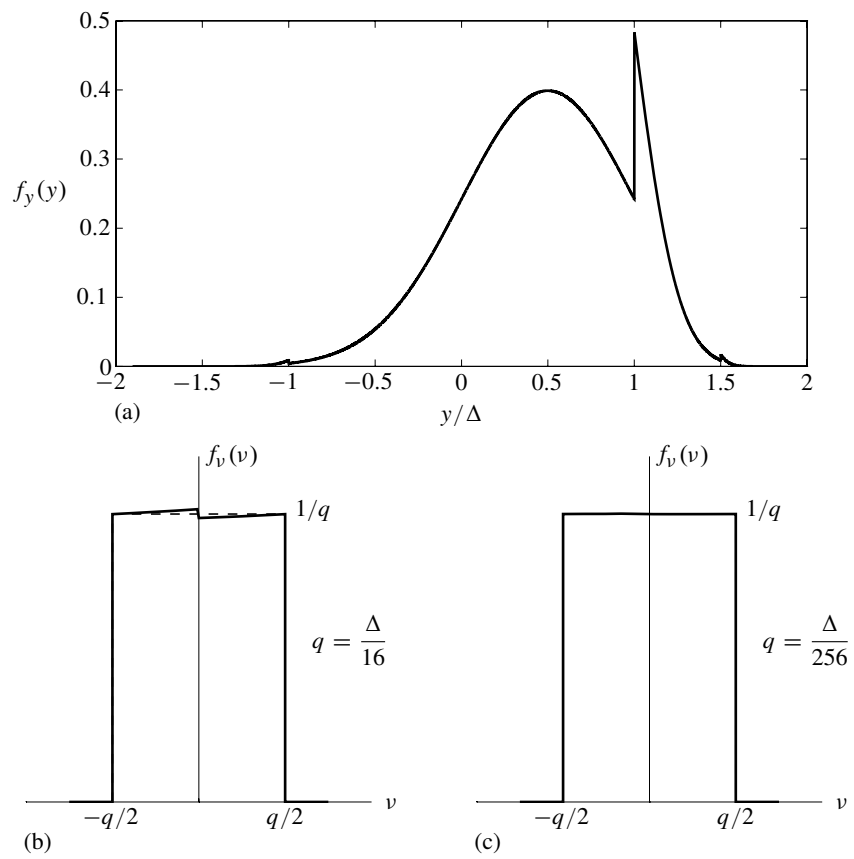 0.5
0.4
0.3
f_y(y)
0.2
0.1
0
−2 −1.5 −1 −0.5 0 0.5 1 1.5 2
(a) y/Δ
f_ν(ν) f_ν(ν)
1/q 1/q
q = Δ/16 q = Δ/256
ν ν
−q/2 q/2 −q/2 q/2
(b) (c)